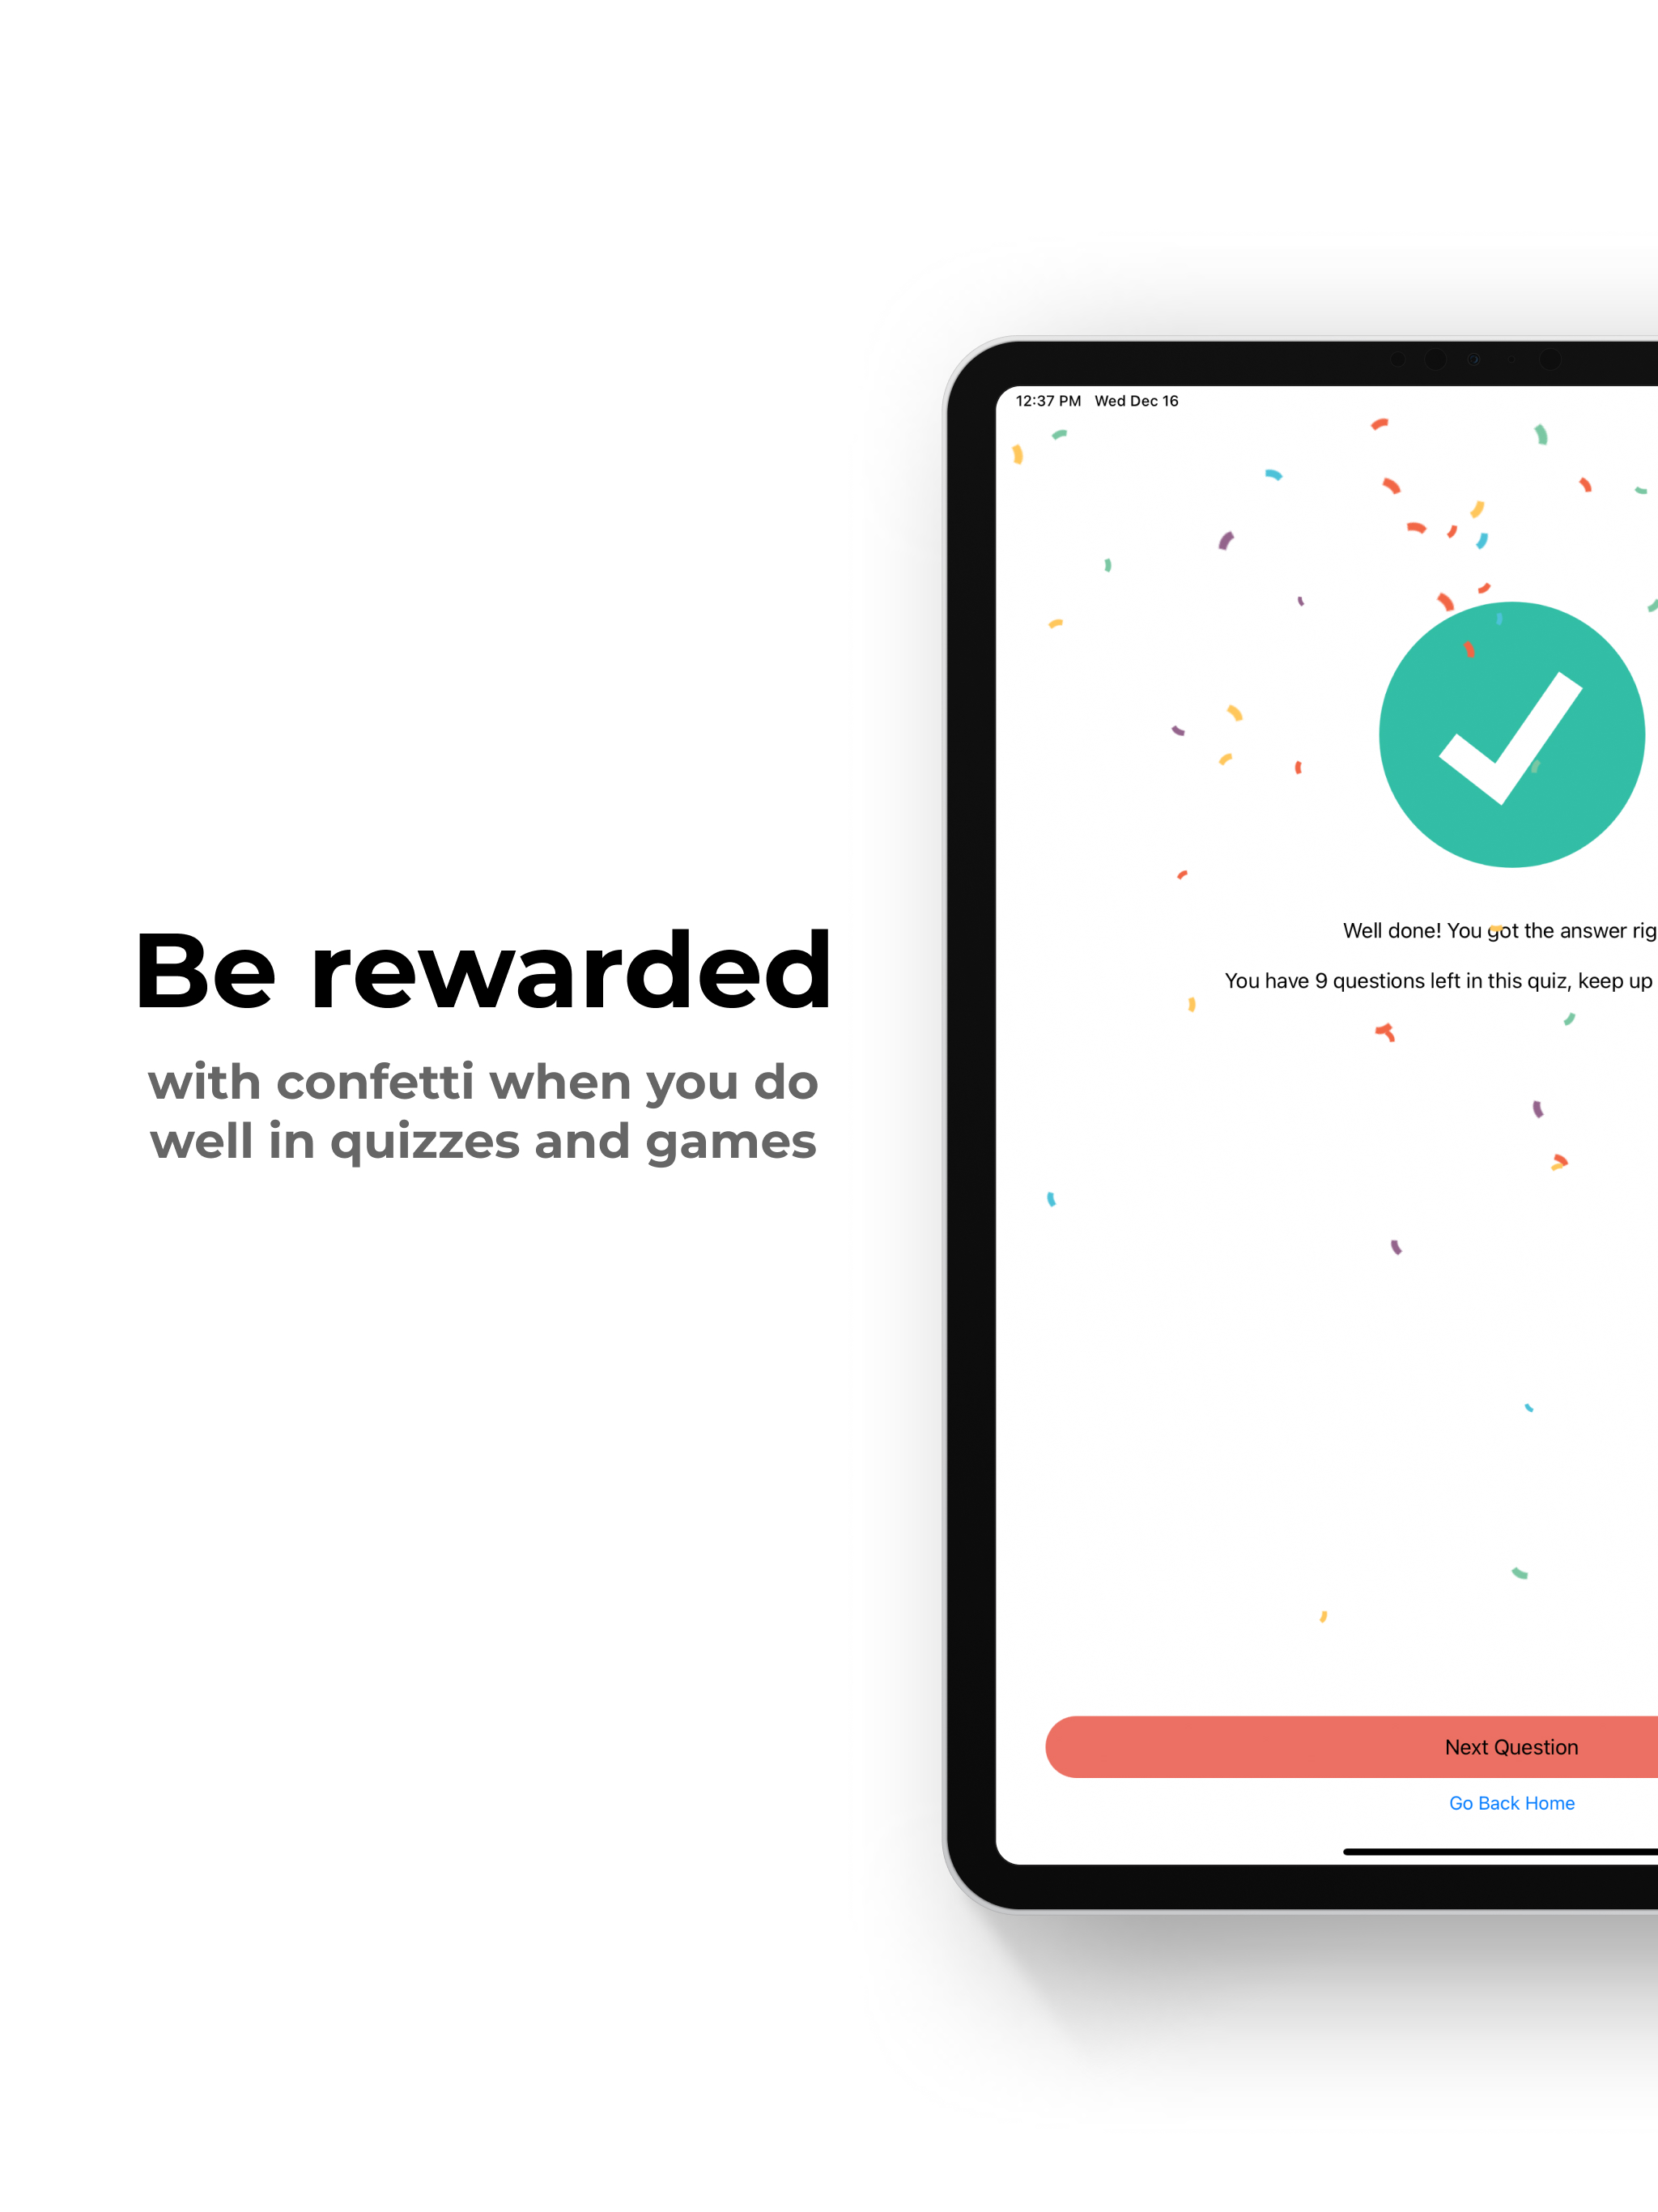 Be rewarded
with confetti when you do
well in quizzes and games
12:37 PM Wed Dec 16
Well done! You got the answer rig
You have 9 questions left in this quiz, keep up
Next Question
Go Back Home